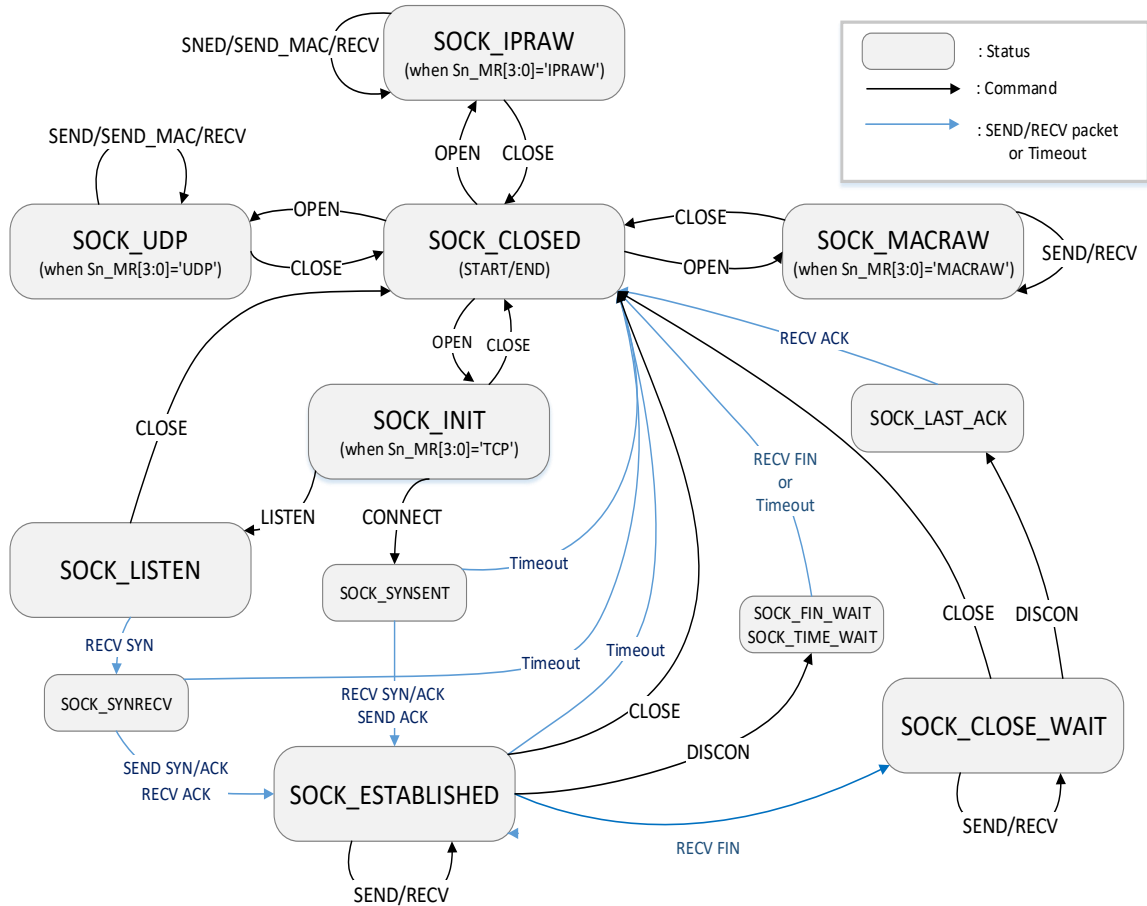 SNED/SEND_MAC/RECV
SOCK_IPRAW
(when Sn_MR[3:0]='IPRAW')
: Status
: Command
: SEND/RECV packet
or Timeout
SEND/SEND_MAC/RECV
OPEN
CLOSE
OPEN
CLOSE
SOCK_UDP
(when Sn_MR[3:0]='UDP')
CLOSE
SOCK_CLOSED
(START/END)
OPEN
SOCK_MACRAW
(when Sn_MR[3:0]='MACRAW')
SEND/RECV
OPEN
CLOSE
RECV ACK
SOCK_INIT
(when Sn_MR[3:0]='TCP')
SOCK_LAST_ACK
CLOSE
RECV FIN
or
Timeout
LISTEN
CONNECT
SOCK_LISTEN
Timeout
SOCK_SYNSENT
SOCK_FIN_WAIT
SOCK_TIME_WAIT
CLOSE
DISCON
RECV SYN
Timeout
Timeout
SOCK_SYNRECV
RECV SYN/ACK
SEND ACK
CLOSE
SOCK_CLOSE_WAIT
DISCON
SEND SYN/ACK
RECV ACK
SOCK_ESTABLISHED
SEND/RECV
RECV FIN
SEND/RECV